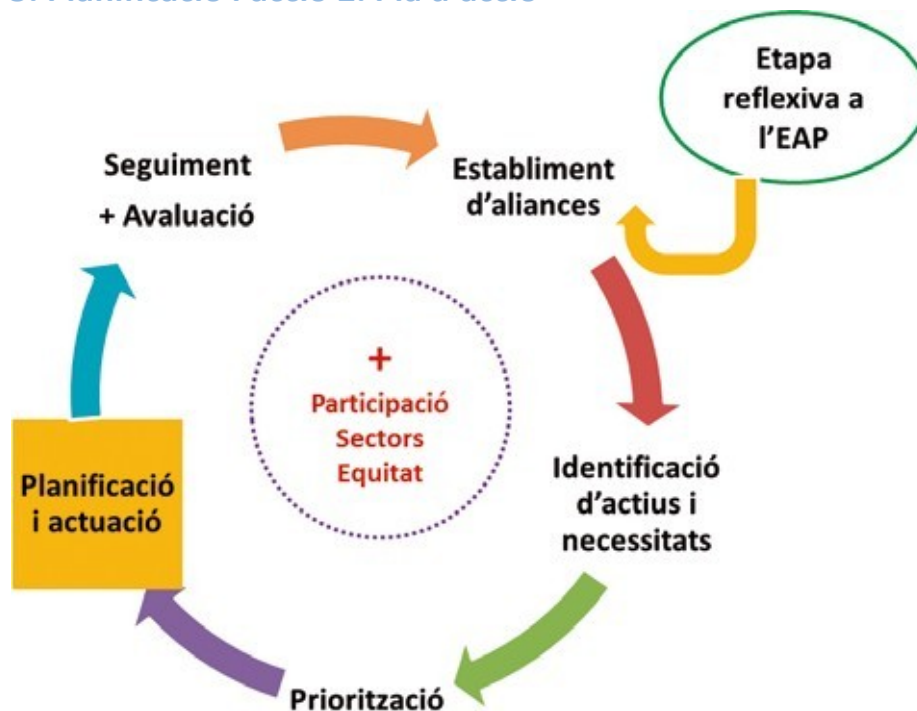 Etapa
reflexiva a
l'EAP
Establiment
d'aliances
Seguiment
+ Avaluació
+
Participació
Sectors
Equitat
Identificació
d'actius i
necessitats
Planificació
i actuació
Priorització